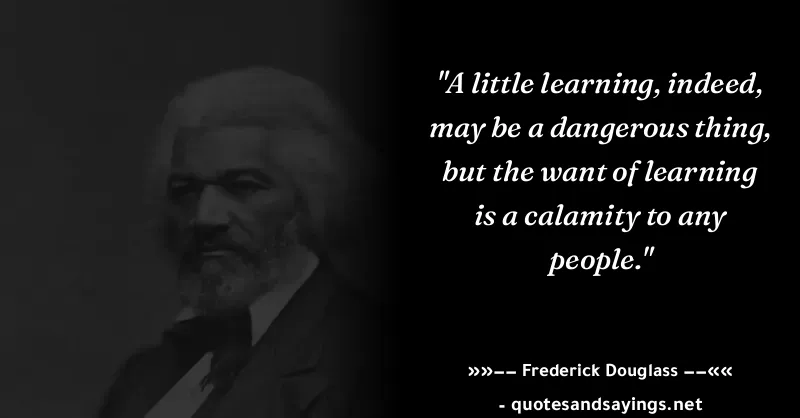 "A little learning, indeed,
may be a dangerous thing,
but the want of learning
is a calamity to any
people."
»»−− Frederick Douglass −−««
- quotesandsayings.net